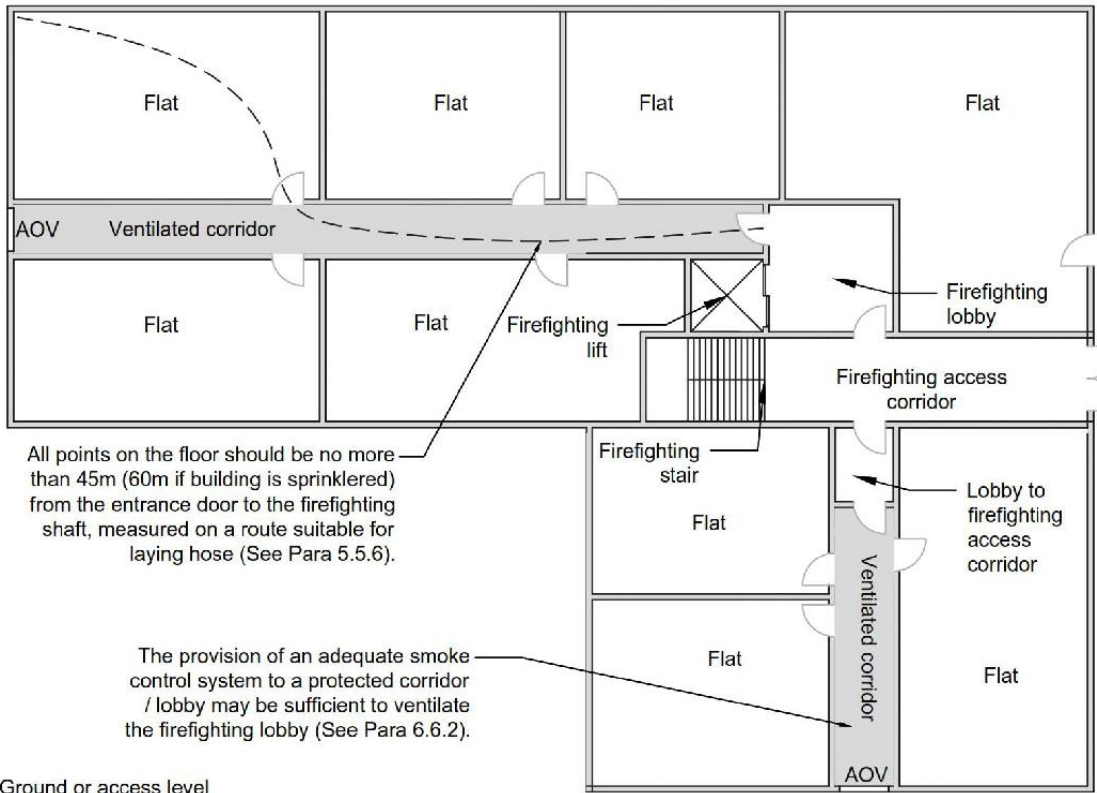 Flat
Flat
Flat
Flat
AOV
Ventilated corridor
Flat
Flat
Firefighting
lift
Firefighting
lobby
Firefighting access
corridor
All points on the floor should be no more
than 45m (60m if building is sprinklered)
from the entrance door to the firefighting
shaft, measured on a route suitable for
laying hose (See Para 5.5.6).
Firefighting
stair
Flat
Lobby to
firefighting
access
corridor
Ventilated corridor
The provision of an adequate smoke
control system to a protected corridor
/ lobby may be sufficient to ventilate
the firefighting lobby (See Para 6.6.2).
Flat
Flat
AOV
Ground or access level